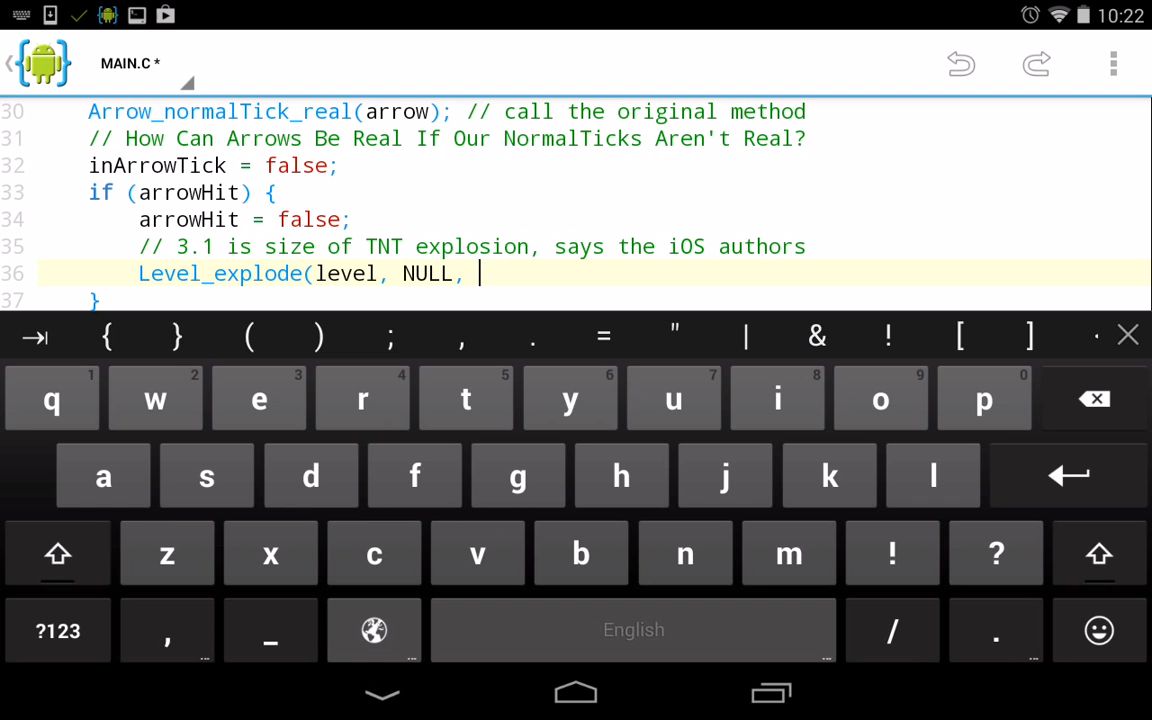 10:22
MAIN.C *
30 Arrow_normalTick_real(arrow); // call the original method
31 // How Can Arrows Be Real If Our NormalTicks Aren't Real?
32 inArrowTick = false;
33 if (arrowHit) {
34 arrowHit = false;
35 // 3.1 is size of TNT explosion, says the iOS authors
36 Level_explode(level, NULL,
37 }
{ } ( ) ; , . = " | & ! [ ]
1 2 3 4 5 6 7 8 9 0
q w e r t y u i o p
a s d f g h j k l
z x c v b n m ! ?
?123 , _ English / .